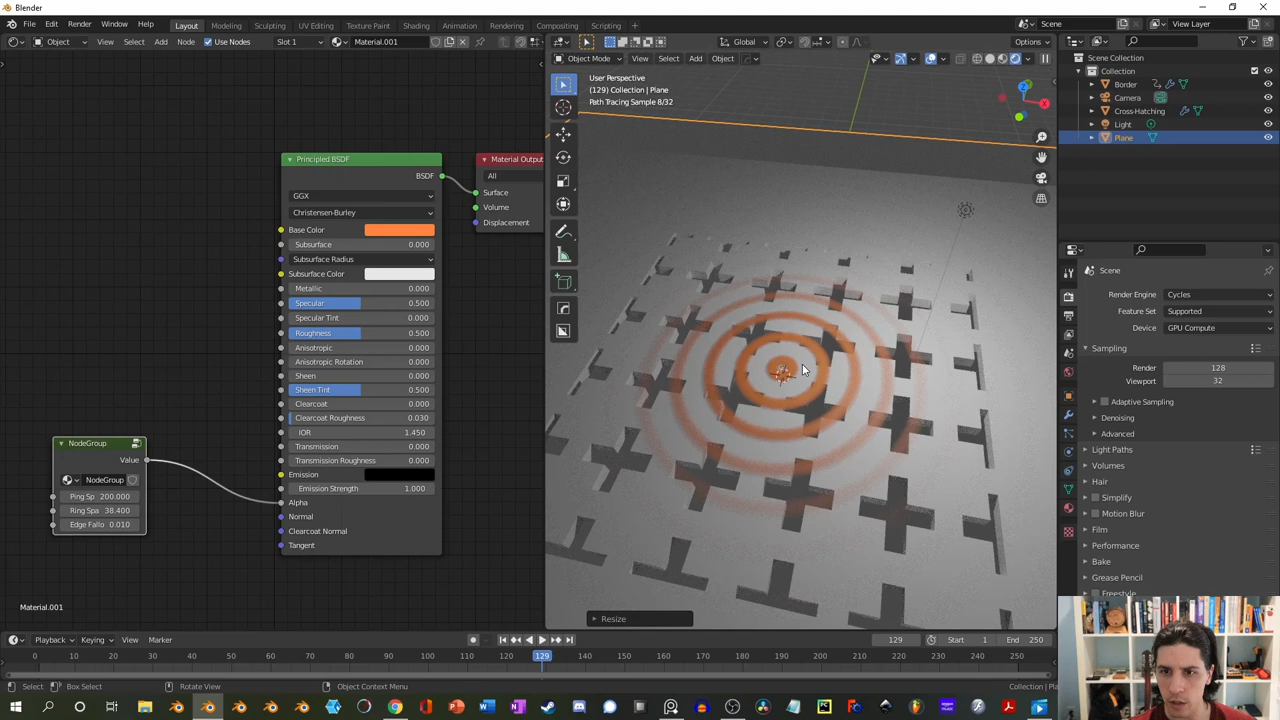 Blender
File Edit Render Window Help Layout Modeling Sculpting UV Editing Texture Paint Shading Animation Rendering Compositing Scripting + Scene View Layer
Object View Select Add Node Use Nodes Slot 1 Material.001 Global Options
Object Mode View Select Add Object
User Perspective
(129) Collection | Plane
Path Tracing Sample 8/32
Scene Collection
Collection
Border
Camera
Cross-Hatching
Light
Plane
Principled BSDF
BSDF
GGX
Christensen-Burley
Base Color
Subsurface 0.000
Subsurface Radius
Subsurface Color
Metallic 0.000
Specular 0.500
Specular Tint 0.000
Roughness 0.500
Anisotropic 0.000
Anisotropic Rotation 0.000
Sheen 0.000
Sheen Tint 0.500
Clearcoat 0.000
Clearcoat Roughness 0.030
IOR 1.450
Transmission 0.000
Transmission Roughness 0.000
Emission
Emission Strength 1.000
Alpha
Normal
Clearcoat Normal
Tangent
Material Output
All
Surface
Volume
Displacement
NodeGroup
Value
NodeGroup
Ping Sp 200.000
Ring Spa 38.400
Edge Fallo 0.010
Material.001
Resize
Scene
Render Engine Cycles
Feature Set Supported
Device GPU Compute
Sampling
Render 128
Viewport 32
Adaptive Sampling
Denoising
Advanced
Light Paths
Volumes
Hair
Simplify
Motion Blur
Film
Performance
Bake
Grease Pencil
Freestyle
Playback Keying View Marker 129 Start 1 End 250
0 10 20 30 40 50 60 70 80 90 100 110 129 140 150 160 170 180 190 200 210 220 230 240 250
Select Box Select Rotate View Object Context Menu Collection | Pla